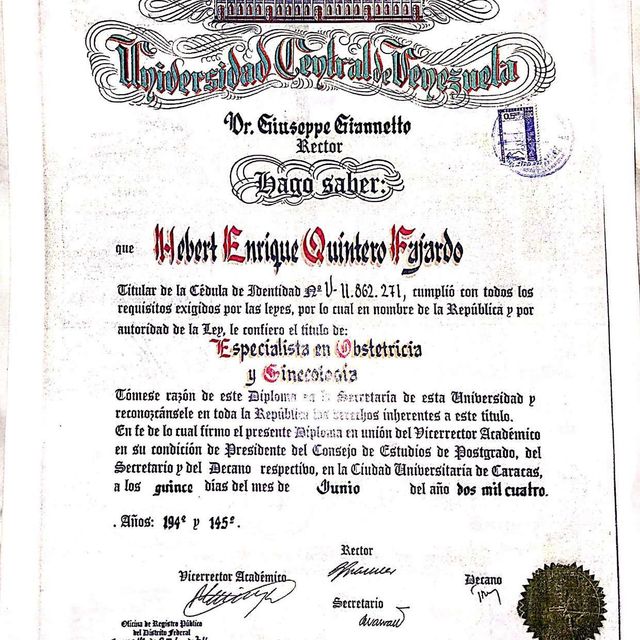 Universidad Central de Venezuela
Dr. Giuseppe Giannetto
Rector
Hago saber:
que Hebert Enrique Quintero Fajardo
Titular de la Cédula de Identidad Nº V-11.862.271, cumplió con todos los
requisitos exigidos por las leyes, por lo cual en nombre de la República y por
autoridad de la Ley, le confiero el título de:
Especialista en Obstetricia
y Ginecología
Tómese razón de este Diploma en la Secretaría de esta Universidad y
reconozcánsele en toda la República los derechos inherentes a este título.
En fe de lo cual firmo el presente Diploma en unión del Vicerrector Académico
en su condición de Presidente del Consejo de Estudios de Postgrado, del
Secretario y del Decano respectivo, en la Ciudad Universitaria de Caracas,
a los quince días del mes de Junio del año dos mil cuatro.
. Años: 194º y 145º.
Rector
Vicerrector Académico
Decano
Secretario
Oficina de Registro Público
del Distrito Federal